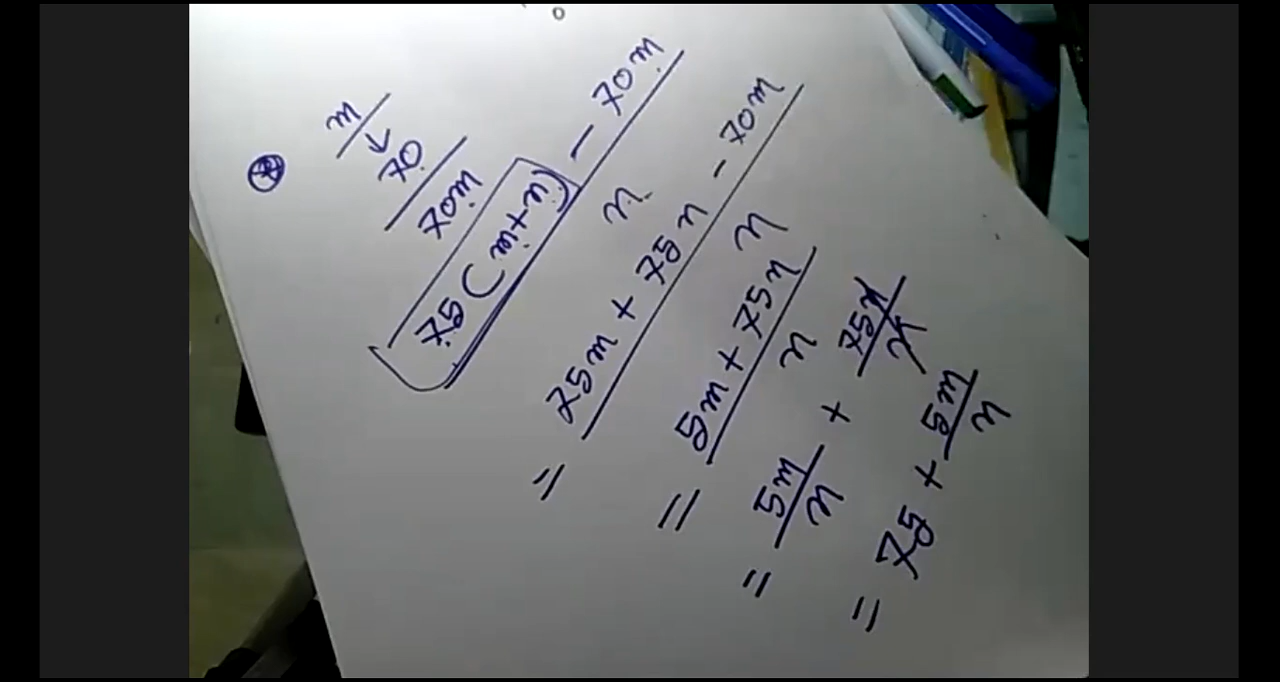 m
↓
70
70m
75(m+n) - 70m
n
= 75m + 75n - 70m
n
= 5m + 75n
n
= 5m/n + 75n/n
= 75 + 5m/n